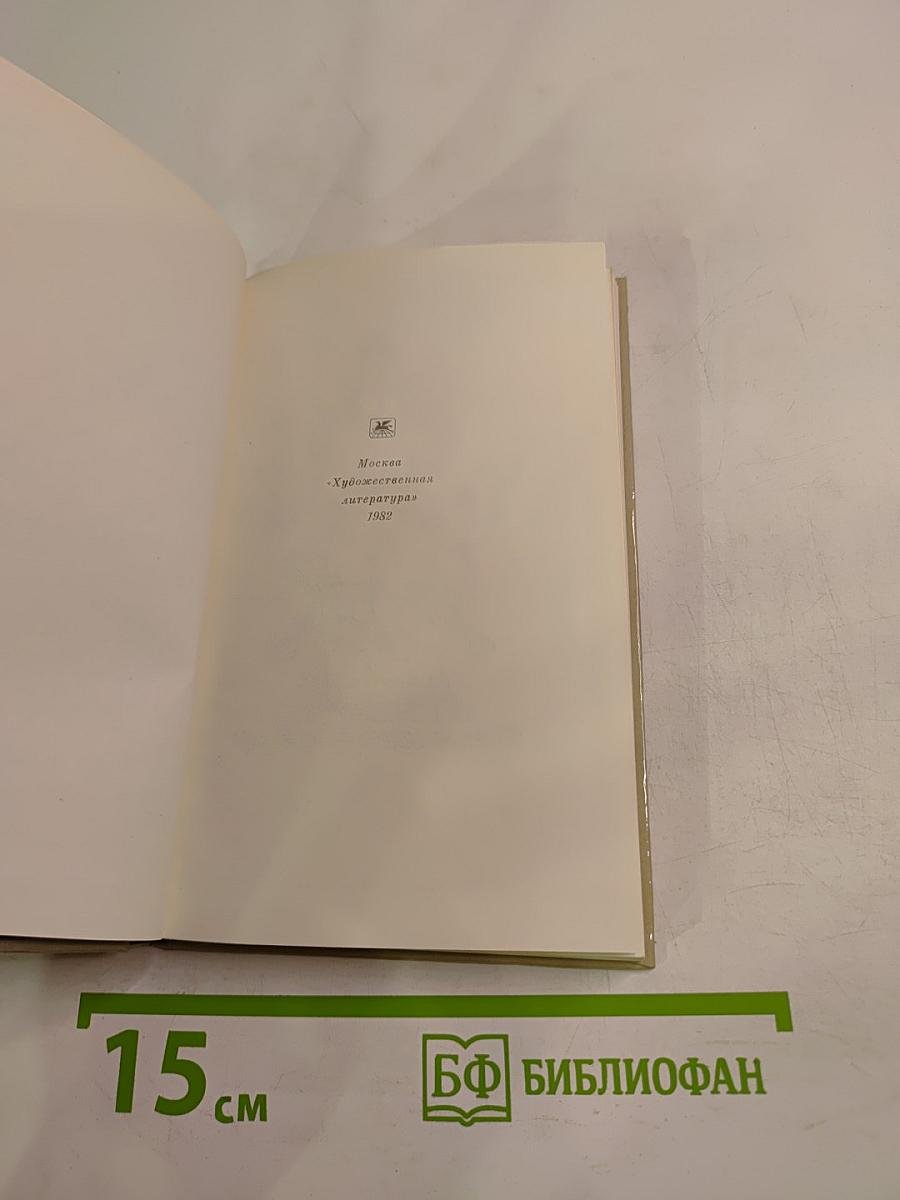 Москва
«Художественная
литература»
1982
15 см
БФ БИБЛИОФАН